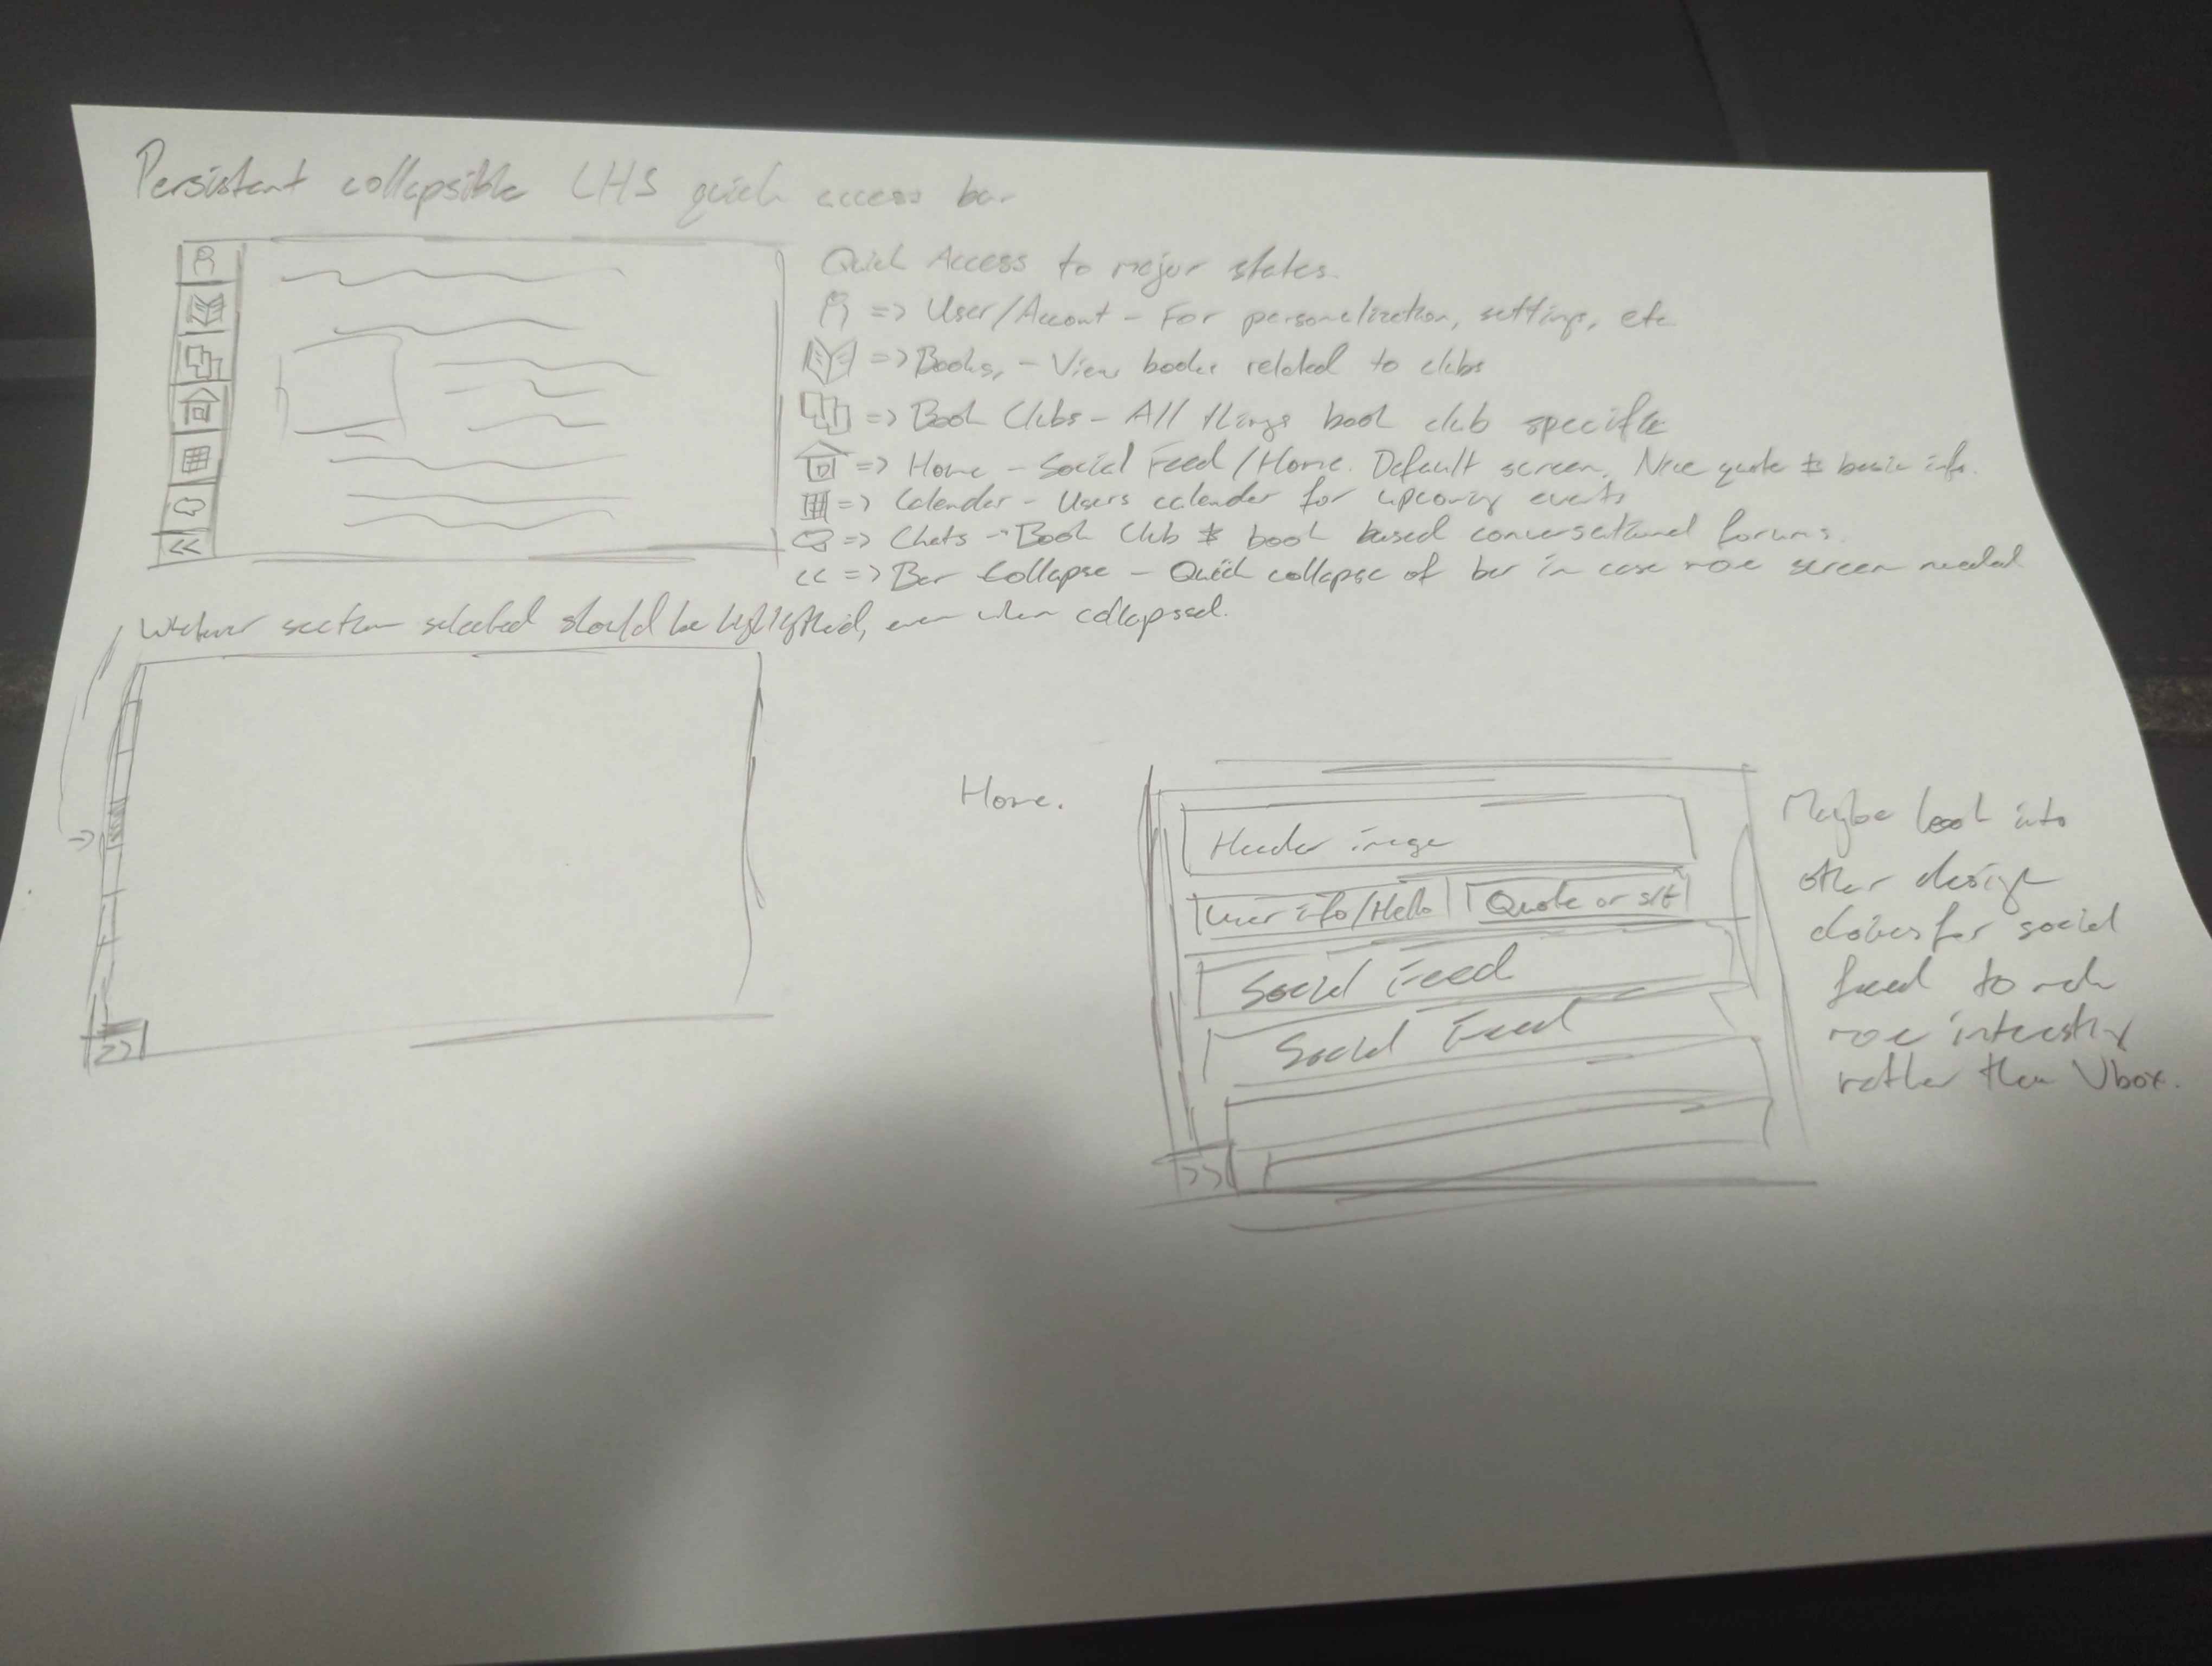 Persistent collapsible LHS quick access bar
Quick Access to major states.
=> User/Account - For personalization, settings, etc
=> Books, - View books related to clubs
=> Book Clubs - All things book club specific
=> Home - Social Feed/Home. Default screen. Nice quote & basic info.
=> Calender - Users calender for upcoming events
=> Chats - Book Club & book based conversational forums.
<< => Bar Collapse - Quick collapse of bar in case more screen needed
<<
section selected should be highlighted, even when collapsed.
>>
Home.
Header image
User info/Hello
Quote or
Social Feed
Social Feed
>>
Maybe look into
other design
for social
feed to
more
rather than Vbox.